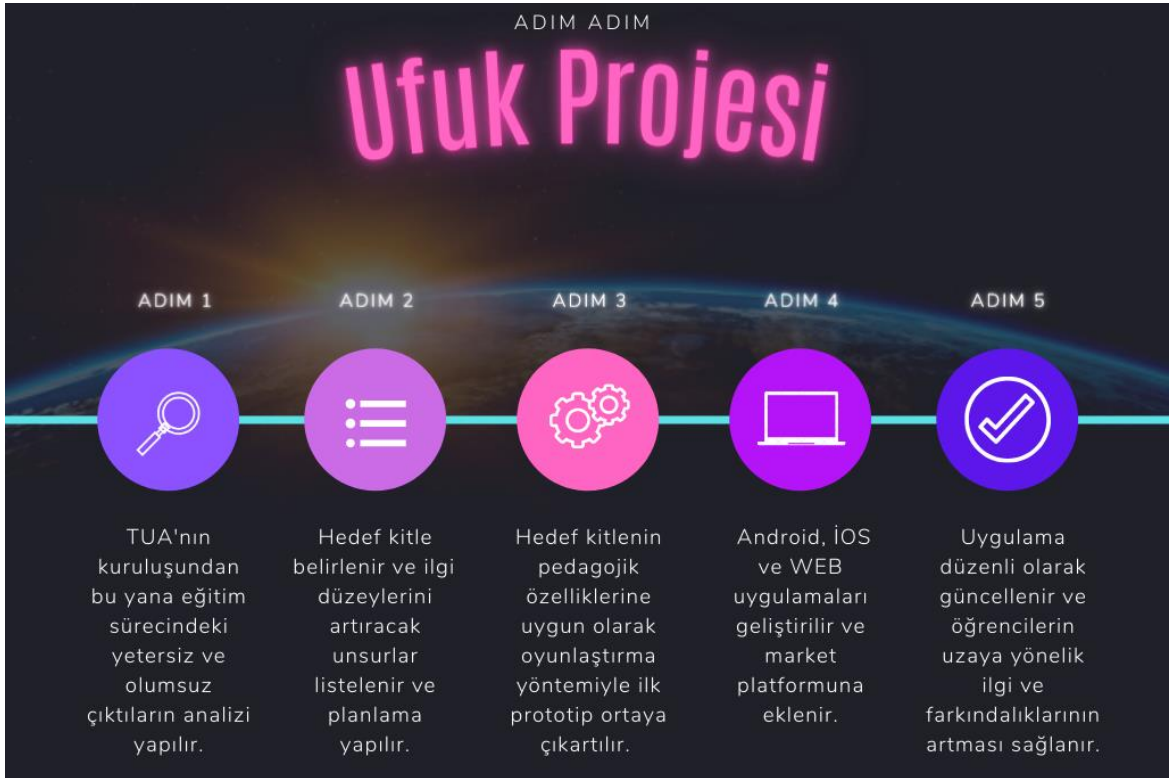 ADIM ADIM
Ufuk Projesi
ADIM 1
TUA'nın
kuruluşundan
bu yana eğitim
sürecindeki
yetersiz ve
olumsuz
çıktıların analizi
yapılır.
ADIM 2
Hedef kitle
belirlenir ve ilgi
düzeylerini
artıracak
unsurlar
listelenir ve
planlama
yapılır.
ADIM 3
Hedef kitlenin
pedagojik
özelliklerine
uygun olarak
oyunlaştırma
yöntemiyle ilk
prototip ortaya
çıkartılır.
ADIM 4
Android, İOS
ve WEB
uygulamaları
geliştirilir ve
market
platformuna
eklenir.
ADIM 5
Uygulama
düzenli olarak
güncellenir ve
öğrencilerin
uzaya yönelik
ilgi ve
farkındalıklarının
artması sağlanır.